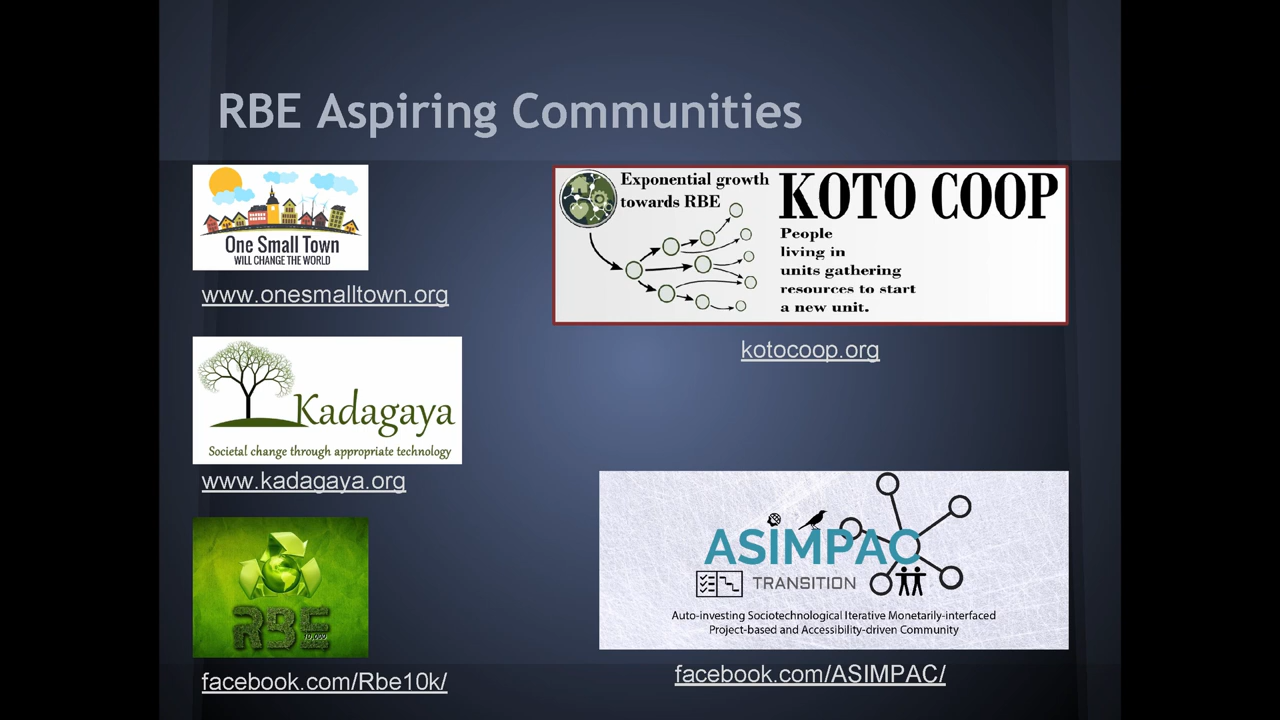 RBE Aspiring Communities
One Small Town
WILL CHANGE THE WORLD
www.onesmalltown.org
Kadagaya
Societal change through appropriate technology
www.kadagaya.org
RBE
10,000
facebook.com/Rbe10k/
Exponential growth
towards RBE
KOTO COOP
People
living in
units gathering
resources to start
a new unit.
kotocoop.org
ASIMPAC
TRANSITION
Auto-investing Sociotechnological Iterative Monetarily-interfaced
Project-based and Accessibility-driven Community
facebook.com/ASIMPAC/